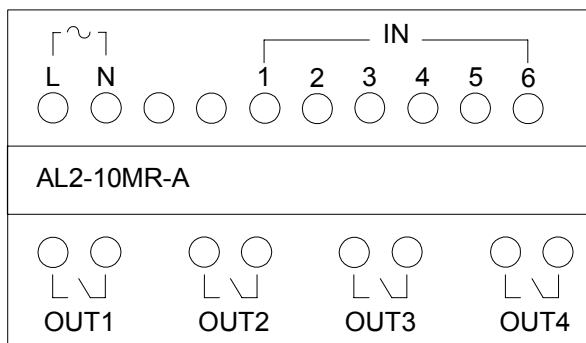 IN
L N 1 2 3 4 5 6
AL2-10MR-A
OUT1 OUT2 OUT3 OUT4